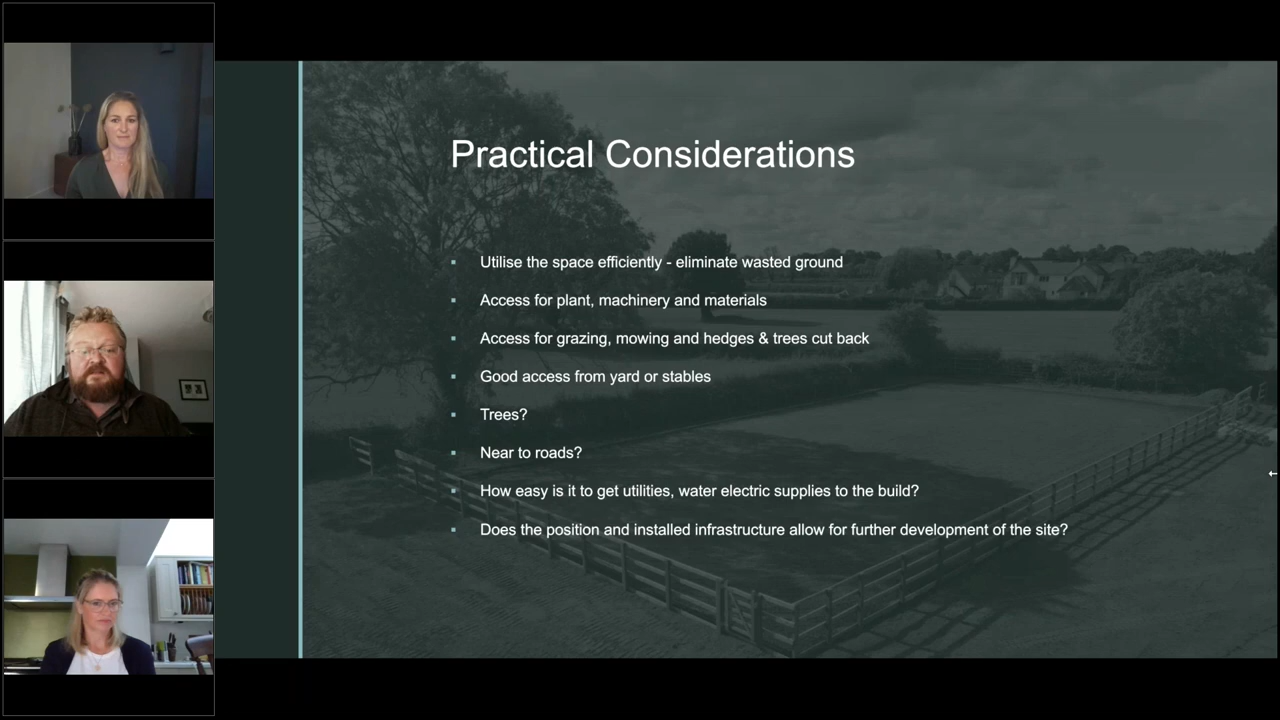 Practical Considerations
Utilise the space efficiently - eliminate wasted ground
Access for plant, machinery and materials
Access for grazing, mowing and hedges & trees cut back
Good access from yard or stables
Trees?
Near to roads?
How easy is it to get utilities, water electric supplies to the build?
Does the position and installed infrastructure allow for further development of the site?